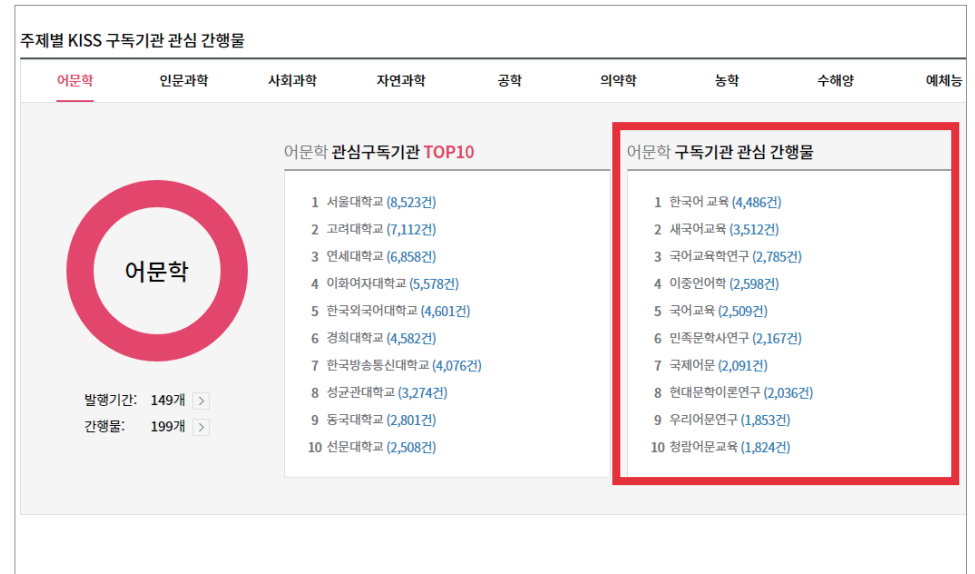 주제별 KISS 구독기관 관심 간행물
어문학 인문과학 사회과학 자연과학 공학 의약학 농학 수해양 예체능
어문학
발행기간: 149개
간행물: 199개
어문학 관심구독기관 TOP10
1 서울대학교 (8,523건)
2 고려대학교 (7,112건)
3 연세대학교 (6,858건)
4 이화여자대학교 (5,578건)
5 한국외국어대학교 (4,601건)
6 경희대학교 (4,582건)
7 한국방송통신대학교 (4,076건)
8 성균관대학교 (3,274건)
9 동국대학교 (2,801건)
10 선문대학교 (2,508건)
어문학 구독기관 관심 간행물
1 한국어 교육 (4,486건)
2 새국어교육 (3,512건)
3 국어교육학연구 (2,785건)
4 이중언어학 (2,598건)
5 국어교육 (2,509건)
6 민족문학사연구 (2,167건)
7 국제어문 (2,091건)
8 현대문학이론연구 (2,036건)
9 우리어문연구 (1,853건)
10 청람어문교육 (1,824건)